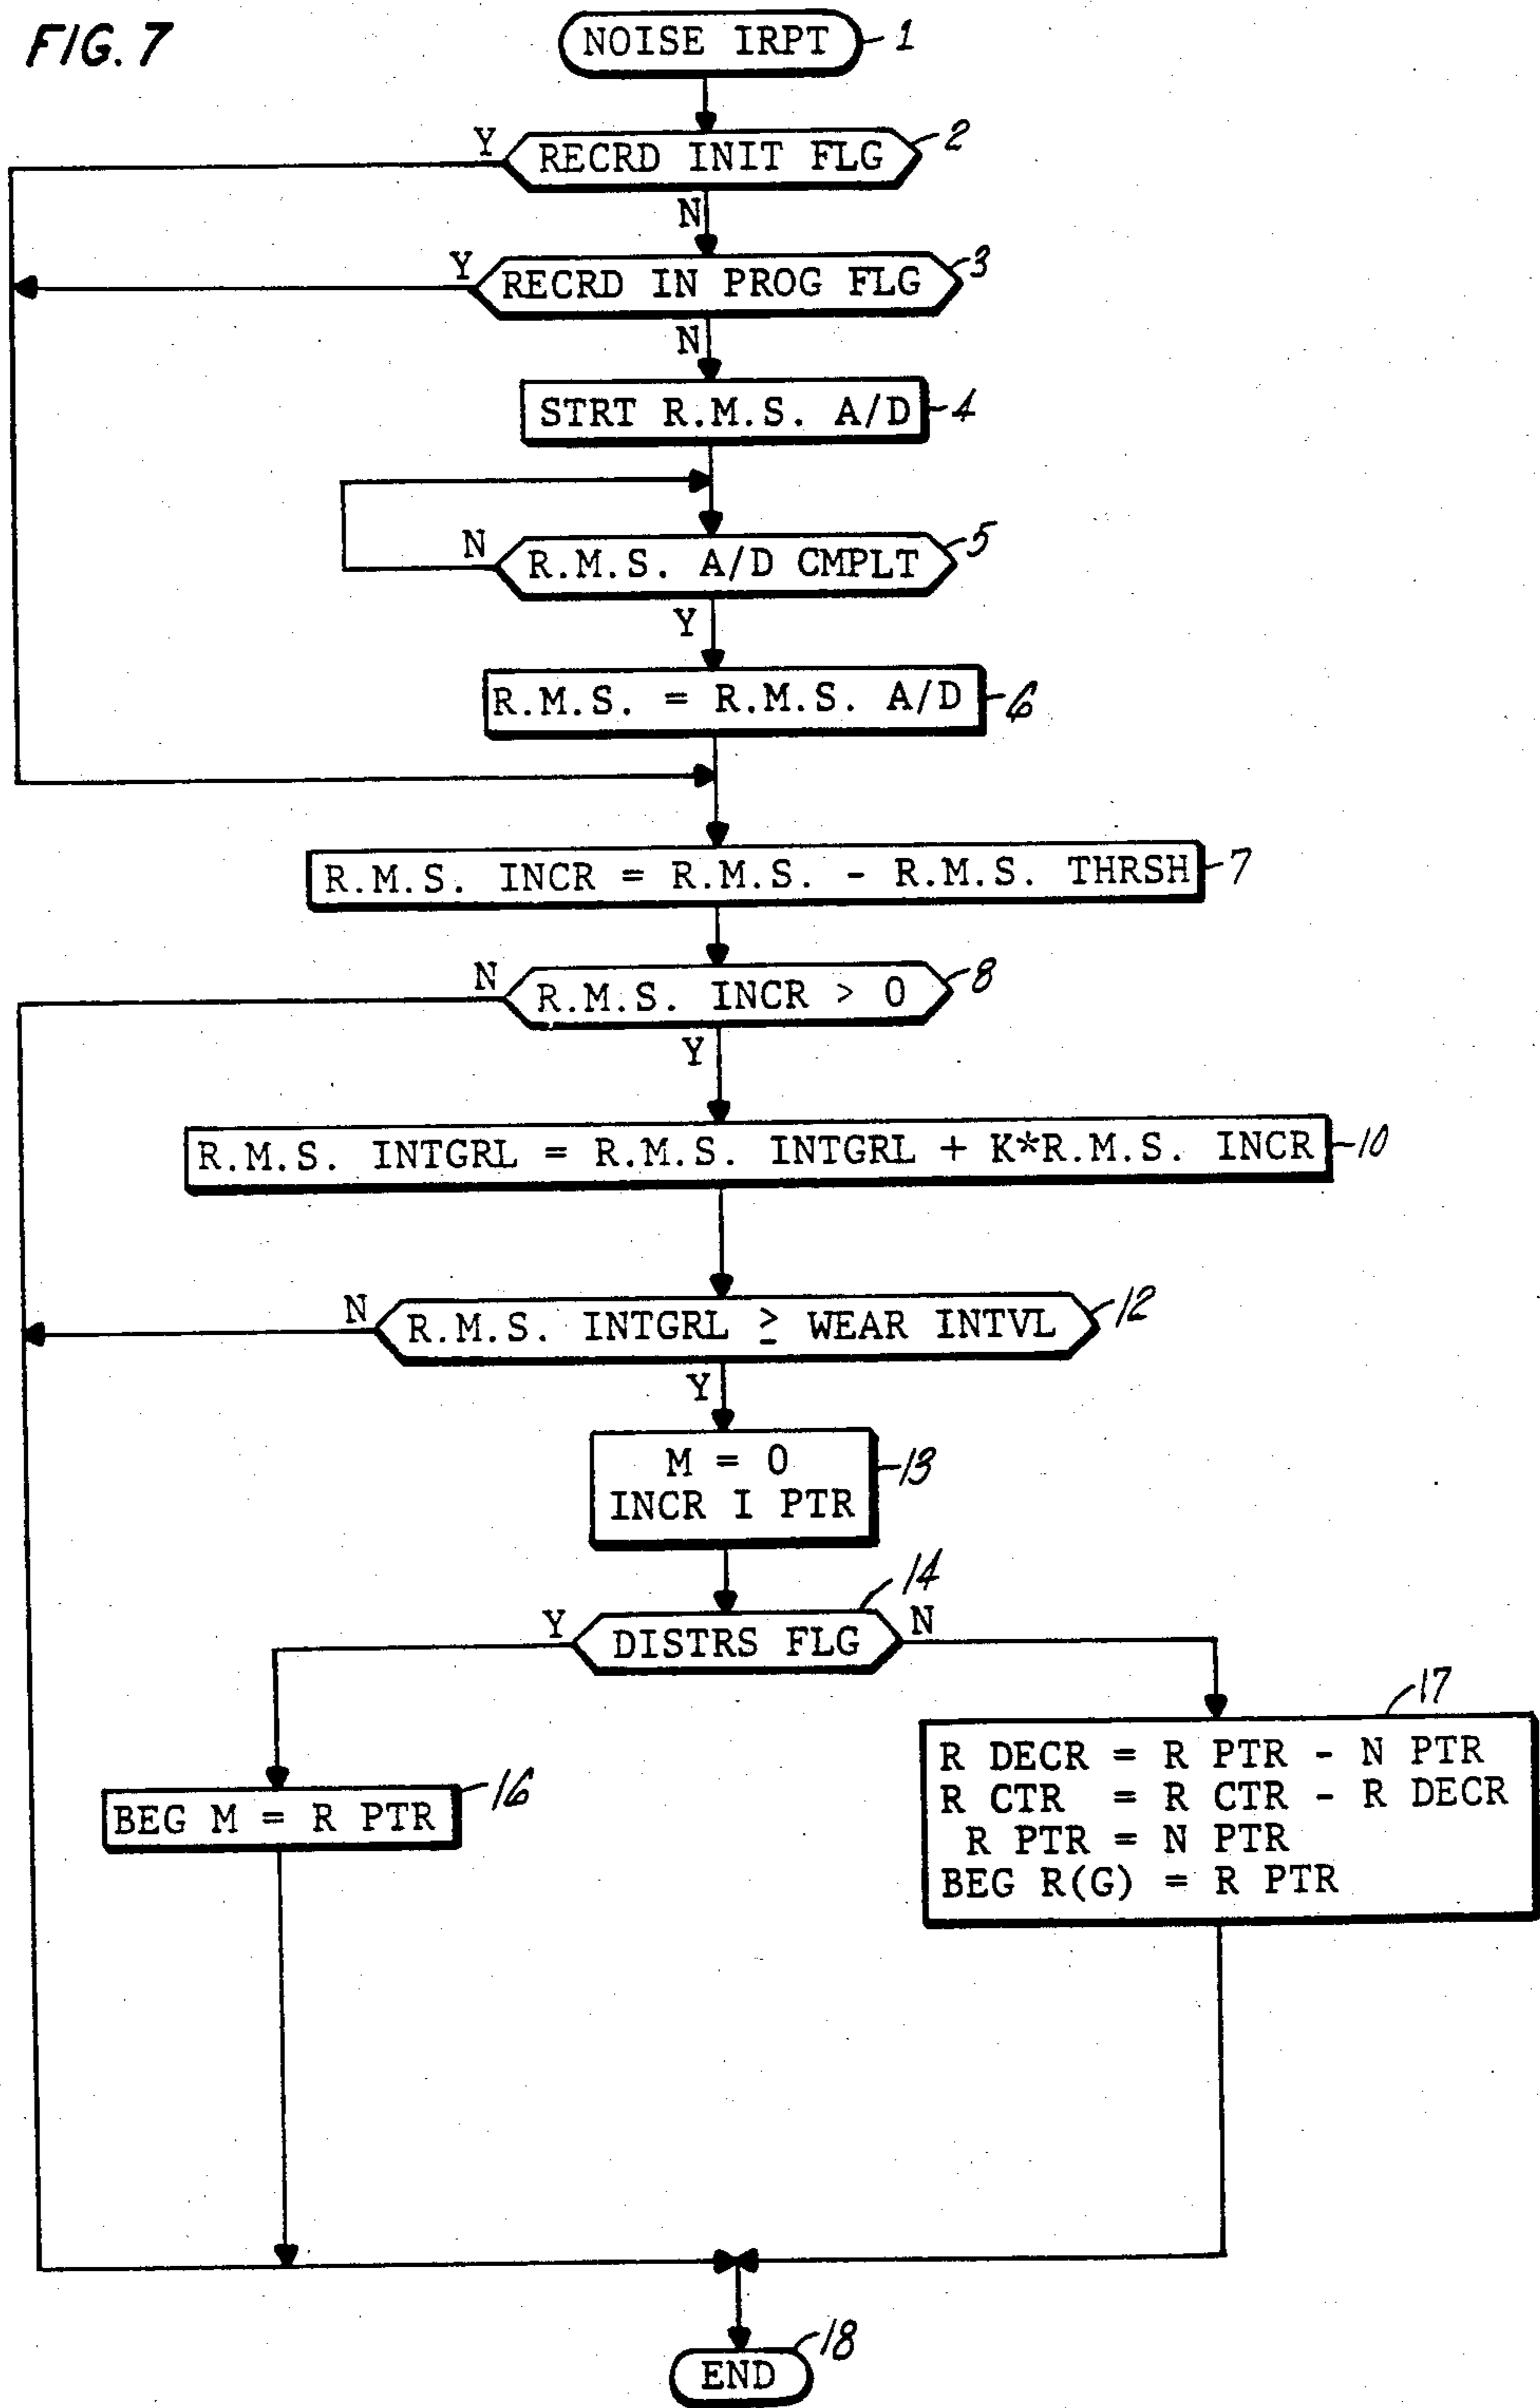 FIG. 7
NOISE IRPT 1
Y RECRD INIT FLG 2
N
Y RECRD IN PROG FLG 3
N
STRT R.M.S. A/D 4
N R.M.S. A/D CMPLT 5
Y
R.M.S. = R.M.S. A/D 6
R.M.S. INCR = R.M.S. - R.M.S. THRSH 7
N R.M.S. INCR > 0 8
Y
R.M.S. INTGRL = R.M.S. INTGRL + K*R.M.S. INCR 10
N R.M.S. INTGRL ≥ WEAR INTVL 12
Y
M = 0 13
INCR I PTR
14
Y DISTRS FLG N
17
R DECR = R PTR - N PTR
R CTR = R CTR - R DECR
R PTR = N PTR
BEG R(G) = R PTR
BEG M = R PTR 16
18
END